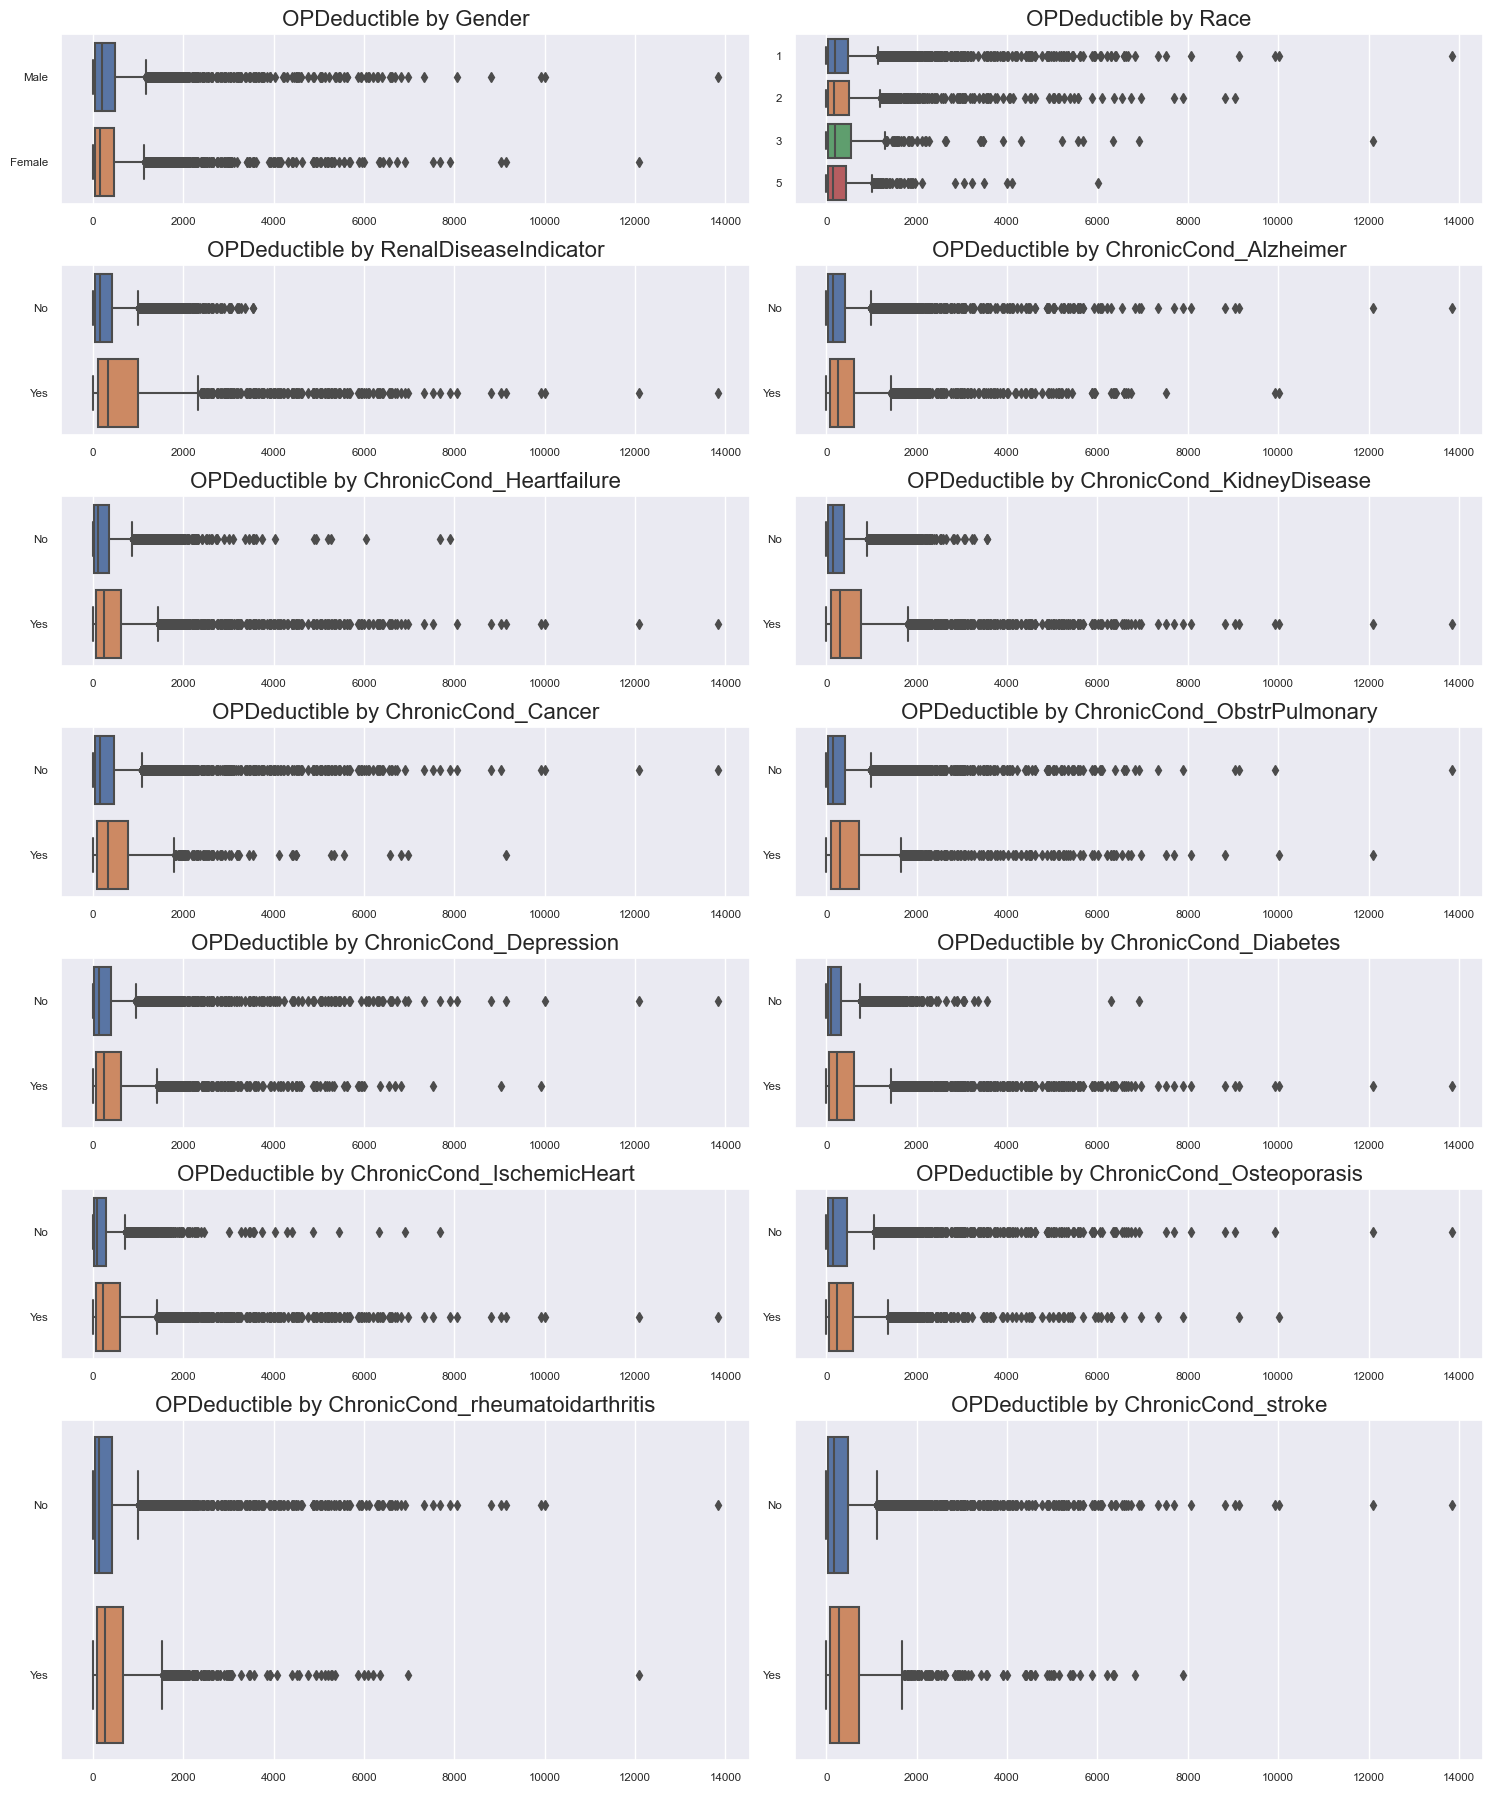 OPDeductible by Gender
Male
Female
0 2000 4000 6000 8000 10000 12000 14000
OPDeductible by Race
1
2
3
5
0 2000 4000 6000 8000 10000 12000 14000
OPDeductible by RenalDiseaseIndicator
No
Yes
0 2000 4000 6000 8000 10000 12000 14000
OPDeductible by ChronicCond_Alzheimer
No
Yes
0 2000 4000 6000 8000 10000 12000 14000
OPDeductible by ChronicCond_Heartfailure
No
Yes
0 2000 4000 6000 8000 10000 12000 14000
OPDeductible by ChronicCond_KidneyDisease
No
Yes
0 2000 4000 6000 8000 10000 12000 14000
OPDeductible by ChronicCond_Cancer
No
Yes
0 2000 4000 6000 8000 10000 12000 14000
OPDeductible by ChronicCond_ObstrPulmonary
No
Yes
0 2000 4000 6000 8000 10000 12000 14000
OPDeductible by ChronicCond_Depression
No
Yes
0 2000 4000 6000 8000 10000 12000 14000
OPDeductible by ChronicCond_Diabetes
No
Yes
0 2000 4000 6000 8000 10000 12000 14000
OPDeductible by ChronicCond_IschemicHeart
No
Yes
0 2000 4000 6000 8000 10000 12000 14000
OPDeductible by ChronicCond_Osteoporasis
No
Yes
0 2000 4000 6000 8000 10000 12000 14000
OPDeductible by ChronicCond_rheumatoidarthritis
No
Yes
0 2000 4000 6000 8000 10000 12000 14000
OPDeductible by ChronicCond_stroke
No
Yes
0 2000 4000 6000 8000 10000 12000 14000